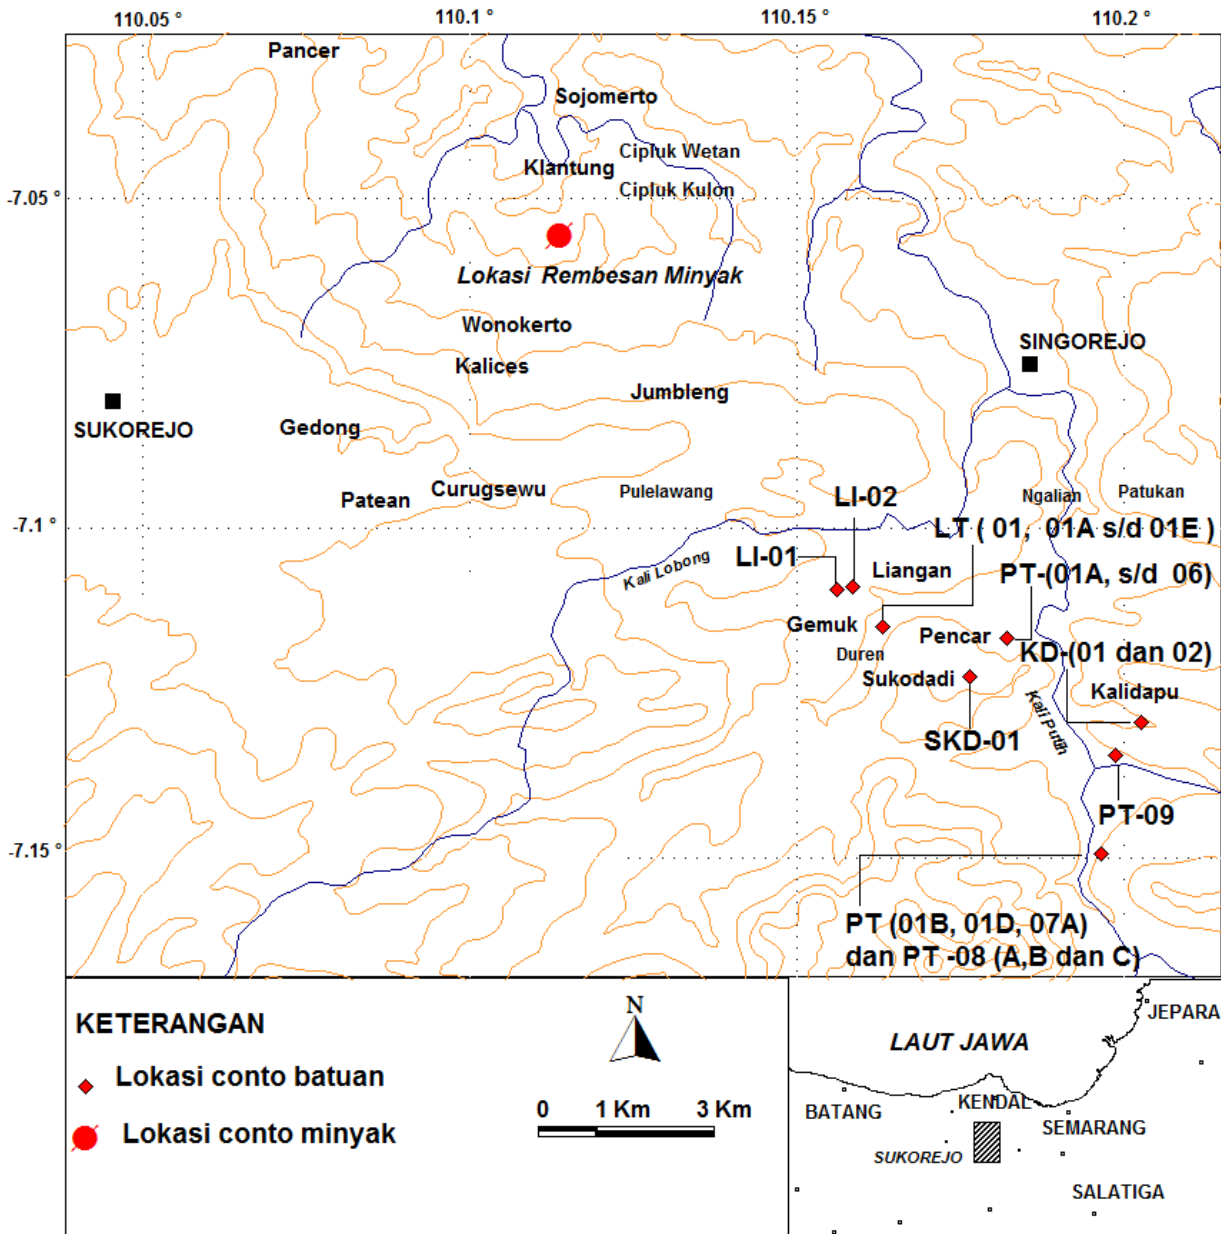 110.05 °
110.1 °
110.15 °
110.2 °
Pancer
Sojomerto
Cipluk Wetan
Klantung
Cipluk Kulon
-7.05 °
Lokasi Rembesan Minyak
Wonokerto
SINGOREJO
Kalices
Jumbleng
SUKOREJO
Gedong
Patean
Curugsewu
Pulelawang
LI-02
Ngalian
Patukan
-7.1 °
LT ( 01, 01A s/d 01E )
LI-01
Kali Lobong
Liangan
PT-(01A, s/d 06)
Gemuk
Pencar
Duren
KD-(01 dan 02)
Sukodadi
Kalidapu
Kali Putih
SKD-01
PT-09
-7.15 °
PT (01B, 01D, 07A)
dan PT -08 (A,B dan C)
KETERANGAN
Lokasi conto batuan
Lokasi conto minyak
N
0 1 Km 3 Km
JEPARA
LAUT JAWA
BATANG
KENDAL
SEMARANG
SUKOREJO
SALATIGA